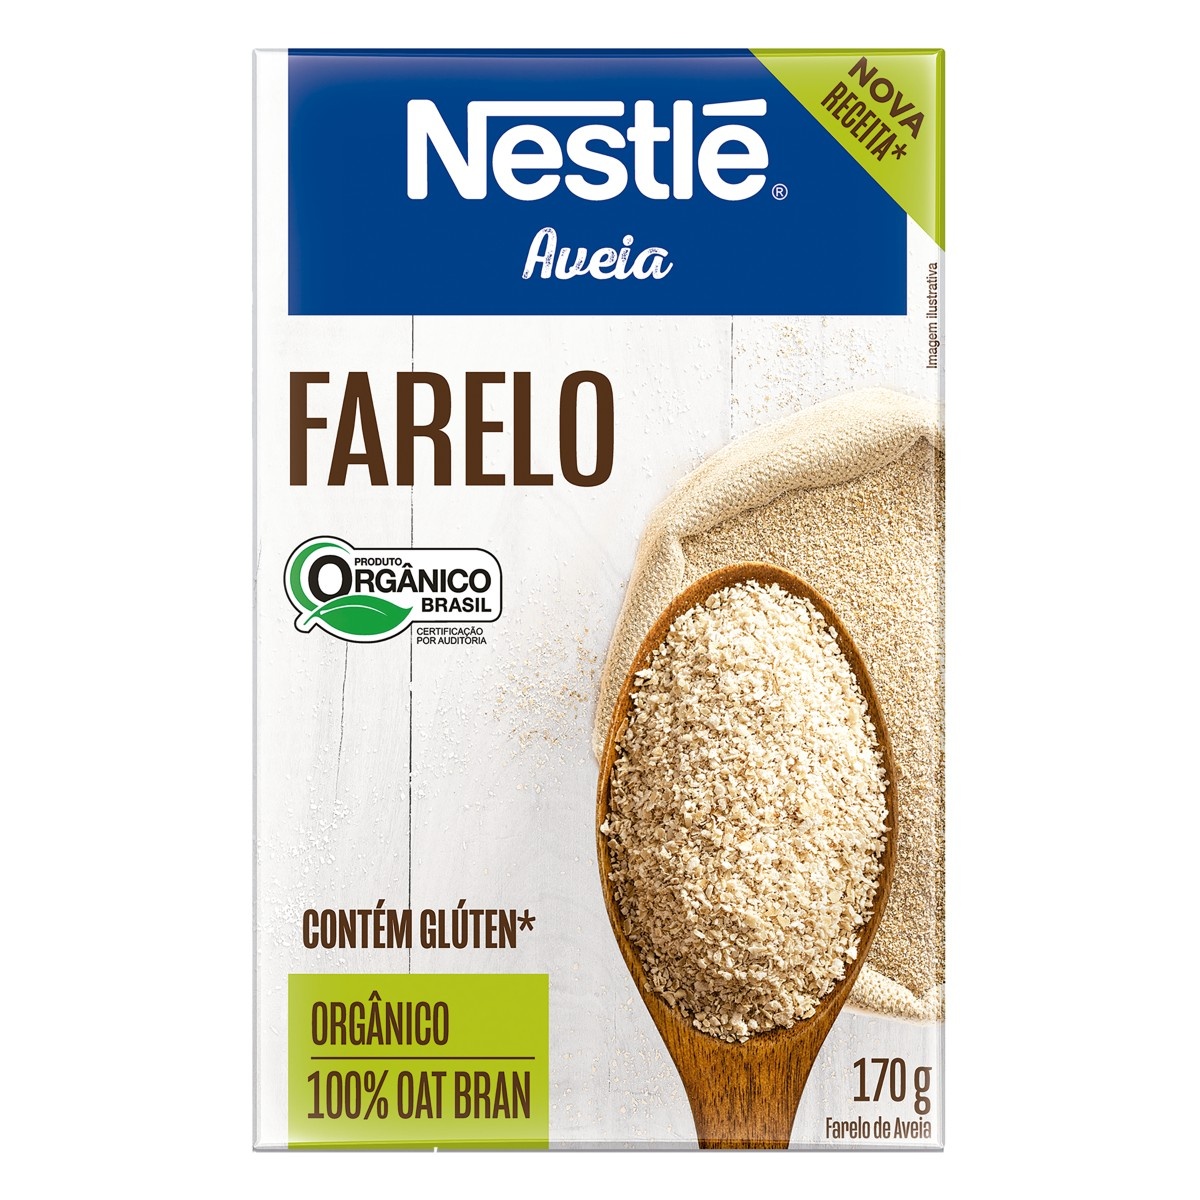 Nestlé®
Aveia
NOVA
RECEITA*
Imagem ilustrativa
FARELO
PRODUTO
ORGÂNICO
BRASIL
CERTIFICAÇÃO
POR AUDITORIA
CONTÉM GLÚTEN*
ORGÂNICO
100% OAT BRAN
170 g
Farelo de Aveia